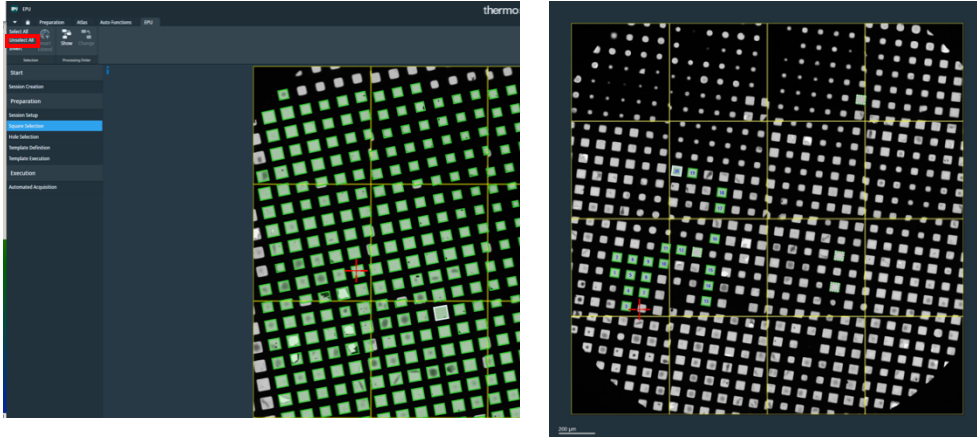 EPU
thermo
Preparation Atlas Auto Functions EPU
Select All
Unselect All
Select
Show Change
Selection Processing Order
Start
Session Creation
Preparation
Session Setup
Square Selection
Hole Selection
Template Definition
Template Execution
Execution
Automated Acquisition
200 µm